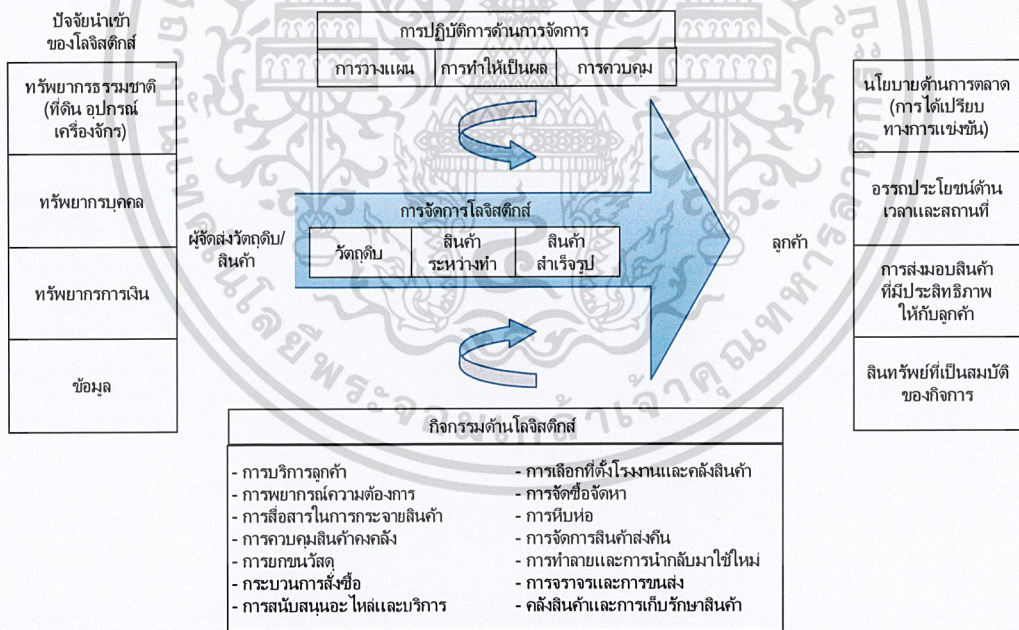 ปัจจัยนำเข้า
ของโลจิสติกส์
ทรัพยากรธรรมชาติ
(ที่ดิน อุปกรณ์
เครื่องจักร)
ทรัพยากรบุคคล
ทรัพยากรการเงิน
ข้อมูล
การปฏิบัติการด้านการจัดการ
การวางแผน การทำให้เป็นผล การควบคุม
ผู้จัดส่งวัตถุดิบ/
สินค้า
การจัดการโลจิสติกส์
วัตถุดิบ
สินค้า
ระหว่างทำ
สินค้า
สำเร็จรูป
ลูกค้า
นโยบายด้านการตลาด
(การได้เปรียบ
ทางการแข่งขัน)
อรรถประโยชน์ด้าน
เวลาและสถานที่
การส่งมอบสินค้า
ที่มีประสิทธิภาพ
ให้กับลูกค้า
สินทรัพย์ที่เป็นสมบัติ
ของกิจการ
กิจกรรมด้านโลจิสติกส์
- การบริการลูกค้า
- การพยากรณ์ความต้องการ
- การสื่อสารในการกระจายสินค้า
- การควบคุมสินค้าคงคลัง
- การยกขนวัสดุ
- กระบวนการสั่งซื้อ
- การสนับสนุนอะไหล่และบริการ
- การเลือกที่ตั้งโรงงานและคลังสินค้า
- การจัดซื้อจัดหา
- การหีบห่อ
- การจัดการสินค้าส่งคืน
- การทำลายและการนำกลับมาใช้ใหม่
- การจราจรและการขนส่ง
- คลังสินค้าและการเก็บรักษาสินค้า